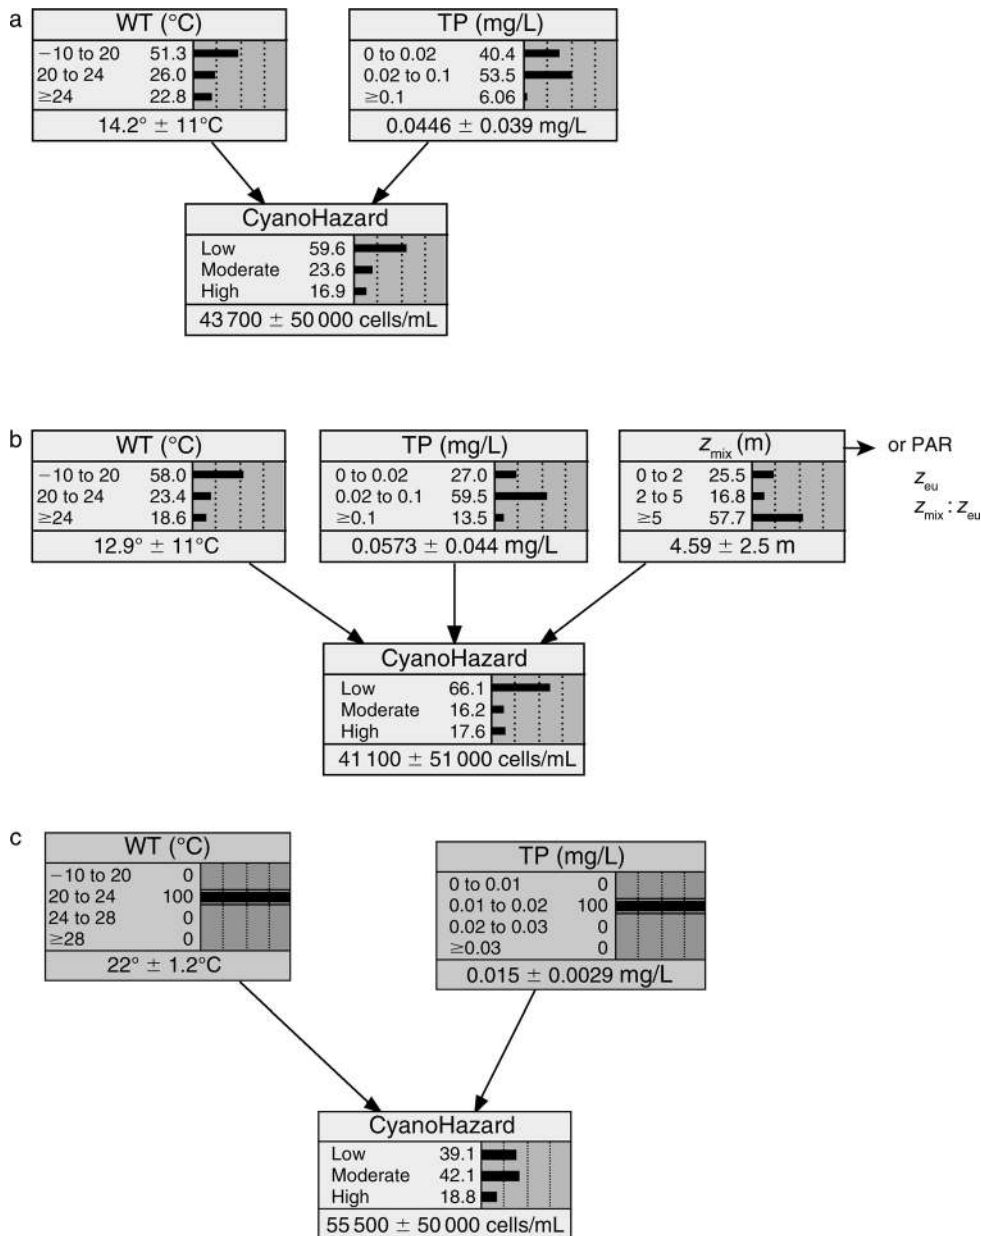 a
WT (°C)
−10 to 20 51.3
20 to 24 26.0
≥24 22.8
14.2° ± 11°C
TP (mg/L)
0 to 0.02 40.4
0.02 to 0.1 53.5
≥0.1 6.06
0.0446 ± 0.039 mg/L
CyanoHazard
Low 59.6
Moderate 23.6
High 16.9
43 700 ± 50 000 cells/mL
b
WT (°C)
−10 to 20 58.0
20 to 24 23.4
≥24 18.6
12.9° ± 11°C
TP (mg/L)
0 to 0.02 27.0
0.02 to 0.1 59.5
≥0.1 13.5
0.0573 ± 0.044 mg/L
z_mix (m)
0 to 2 25.5
2 to 5 16.8
≥5 57.7
4.59 ± 2.5 m
or PAR
z_eu
z_mix : z_eu
CyanoHazard
Low 66.1
Moderate 16.2
High 17.6
41 100 ± 51 000 cells/mL
c
WT (°C)
−10 to 20 0
20 to 24 100
24 to 28 0
≥28 0
22° ± 1.2°C
TP (mg/L)
0 to 0.01 0
0.01 to 0.02 100
0.02 to 0.03 0
≥0.03 0
0.015 ± 0.0029 mg/L
CyanoHazard
Low 39.1
Moderate 42.1
High 18.8
55 500 ± 50 000 cells/mL